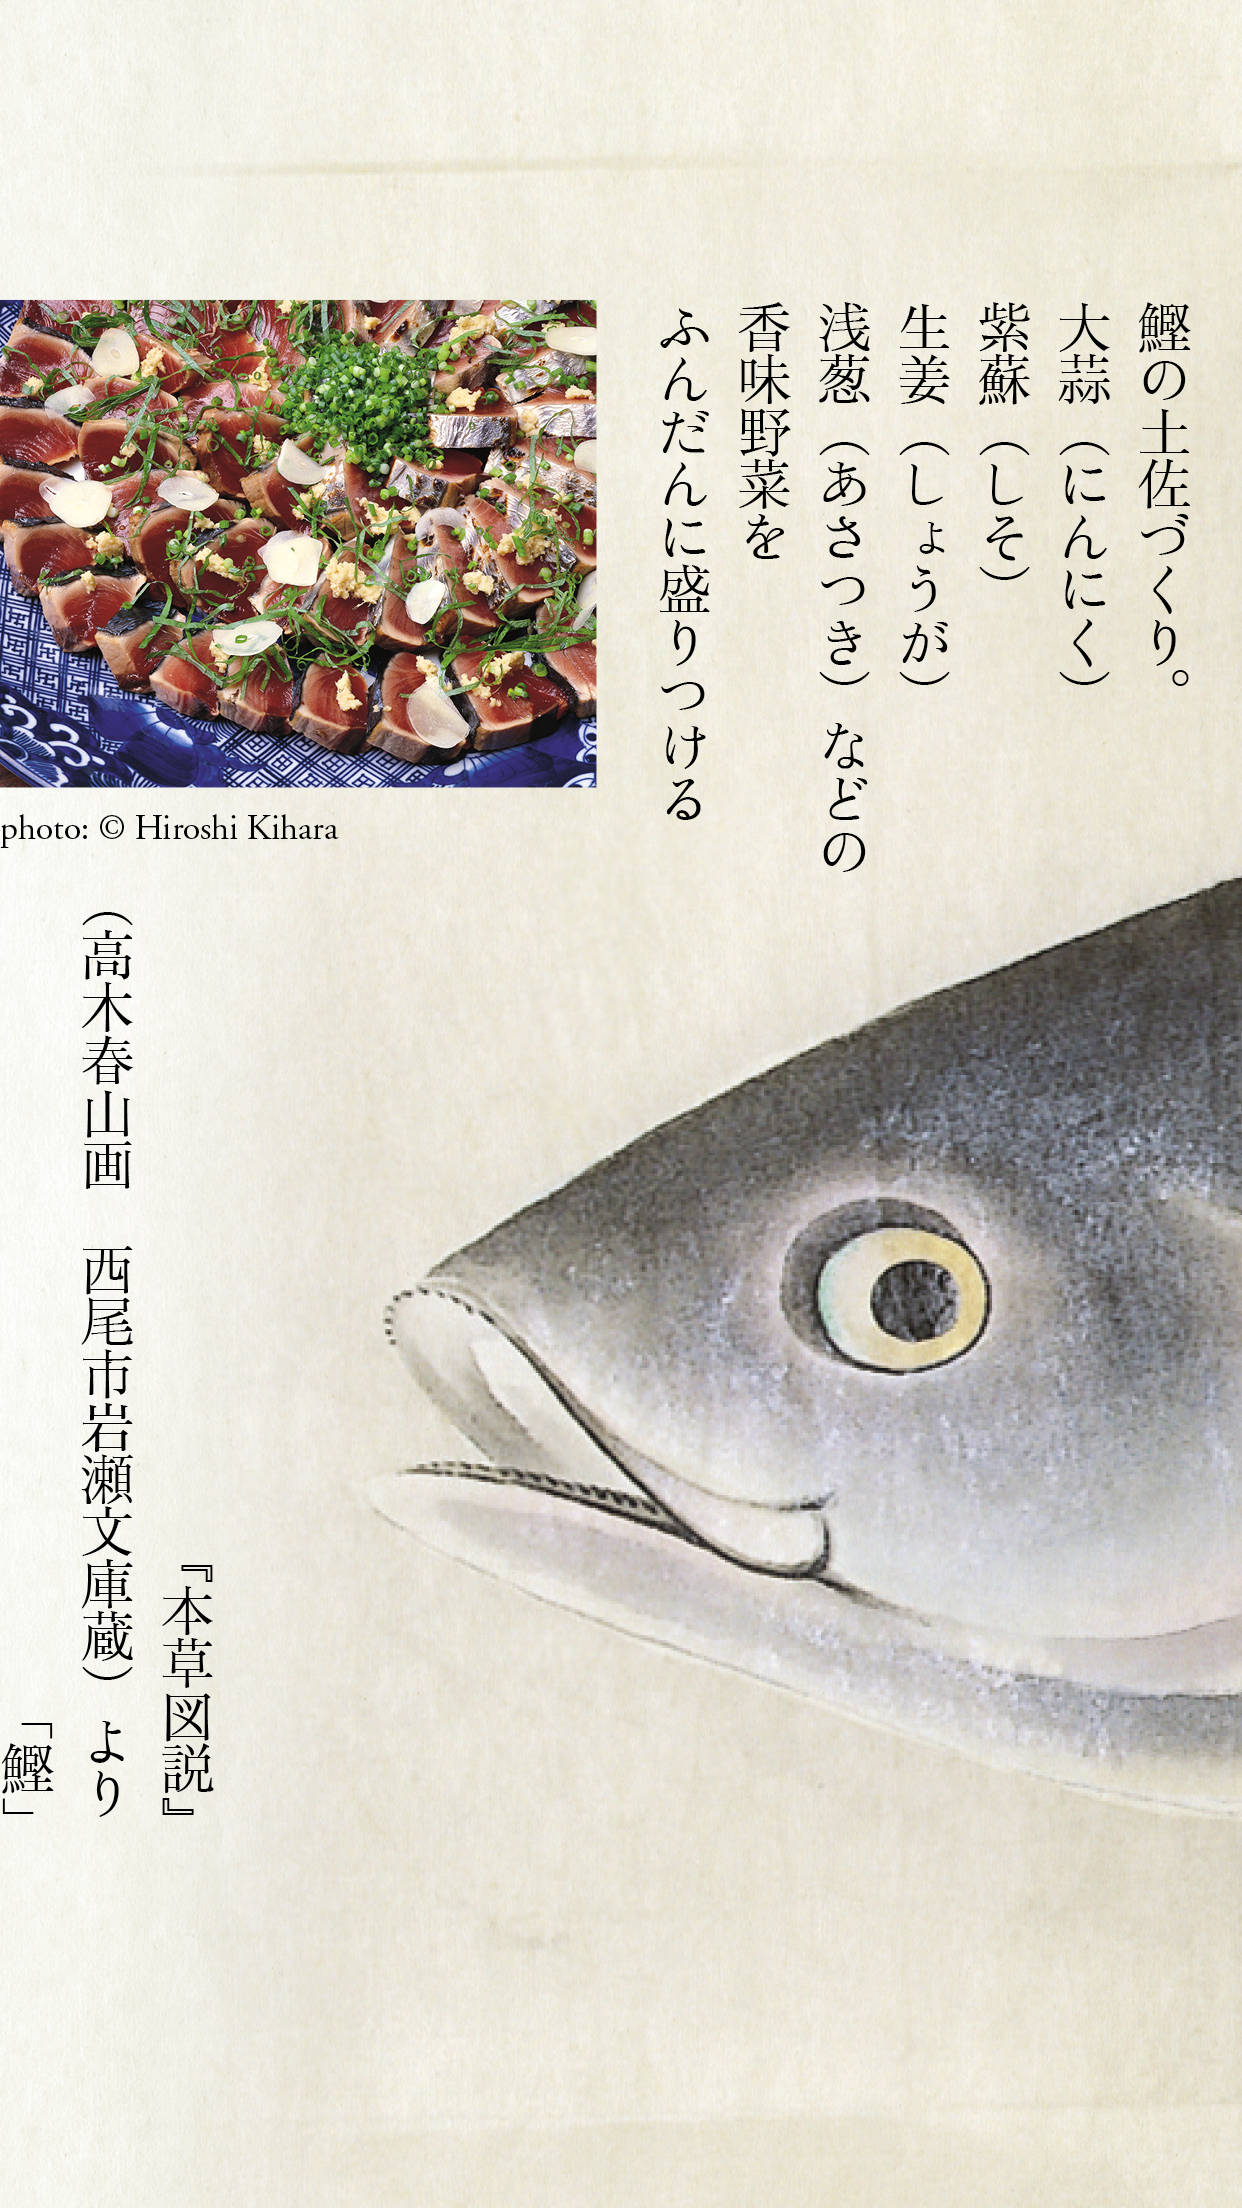 鰹の土佐づくり。
大蒜（にんにく）
紫蘇（しそ）
生姜（しょうが）
浅葱（あさつき）などの
香味野菜を
ふんだんに盛りつける
photo: © Hiroshi Kihara
『本草図説』
（高木春山画　西尾市岩瀬文庫蔵）より
「鰹」